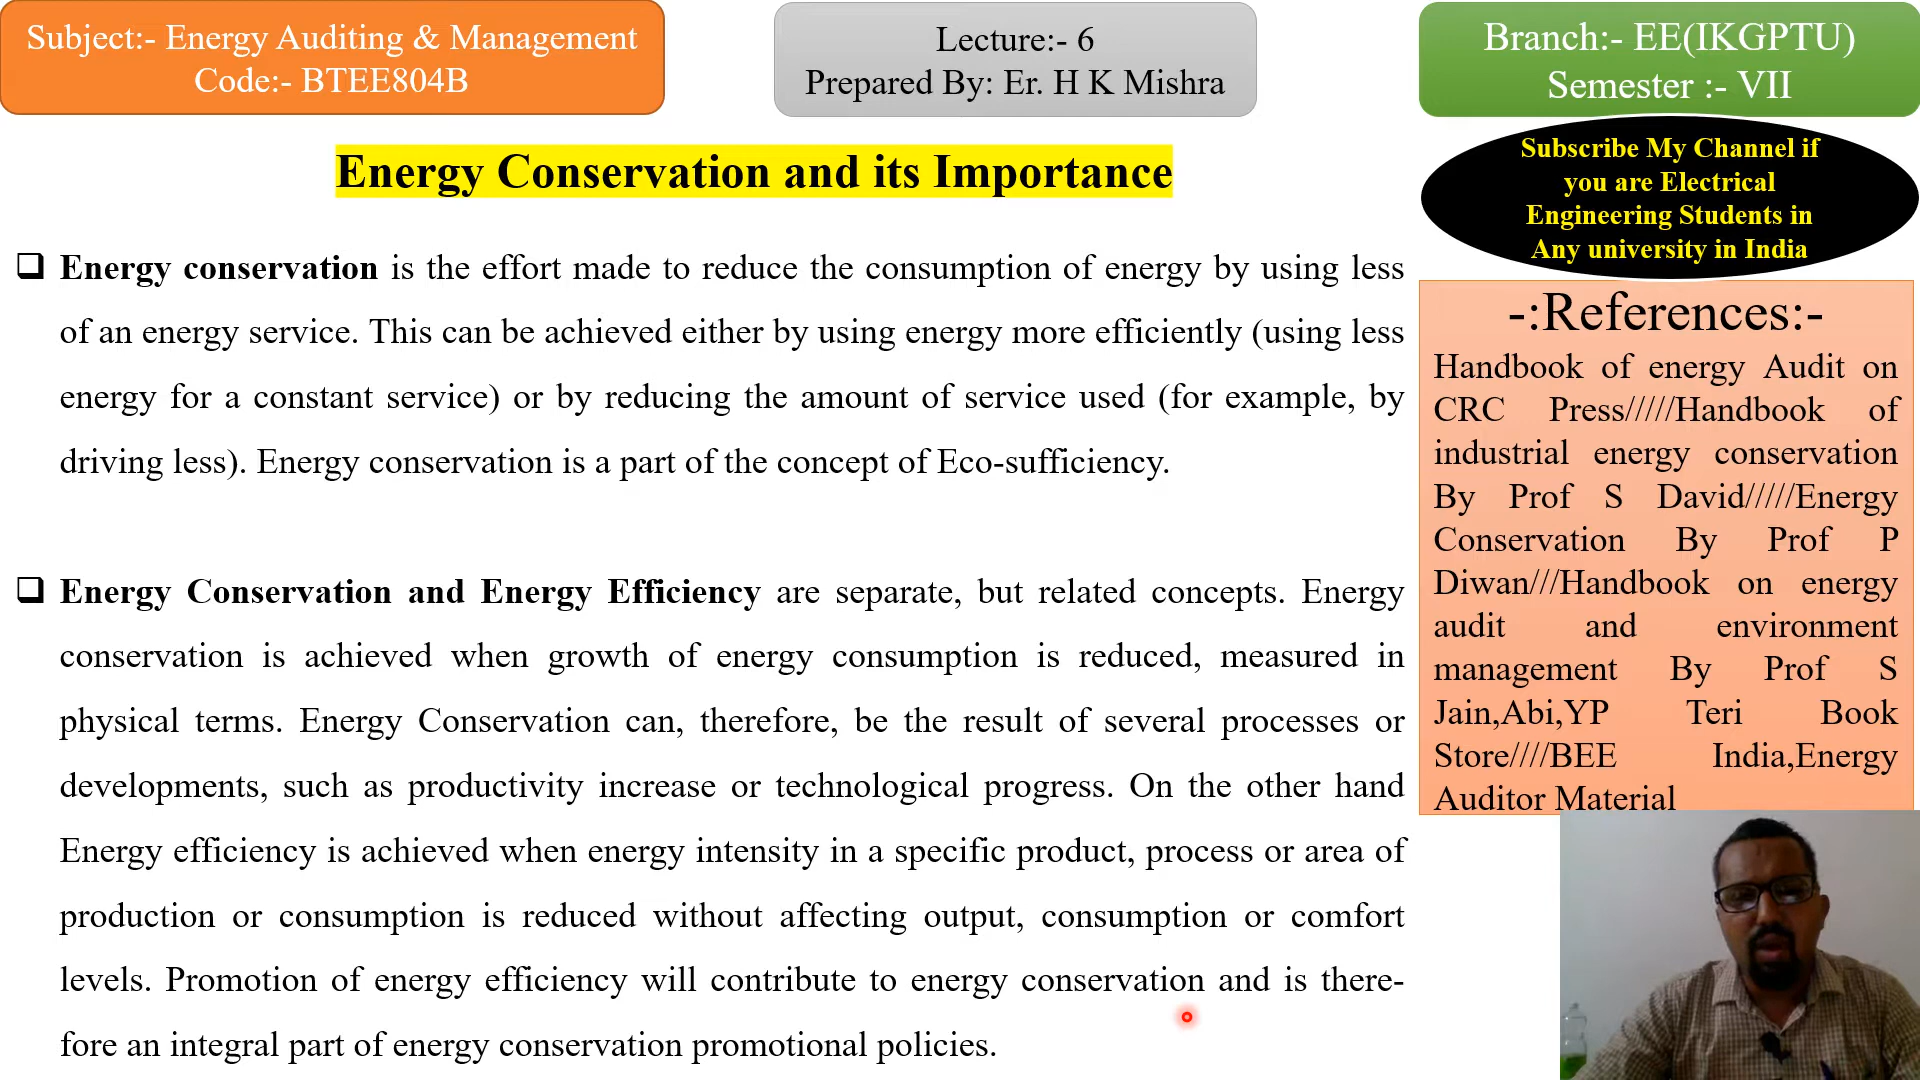 Subject:- Energy Auditing & Management
Code:- BTEE804B
Lecture:- 6
Prepared By: Er. H K Mishra
Branch:- EE(IKGPTU)
Semester :- VII
Subscribe My Channel if
you are Electrical
Engineering Students in
Any university in India
Energy Conservation and its Importance
Energy conservation is the effort made to reduce the consumption of energy by using less
of an energy service. This can be achieved either by using energy more efficiently (using less
energy for a constant service) or by reducing the amount of service used (for example, by
driving less). Energy conservation is a part of the concept of Eco-sufficiency.
Energy Conservation and Energy Efficiency are separate, but related concepts. Energy
conservation is achieved when growth of energy consumption is reduced, measured in
physical terms. Energy Conservation can, therefore, be the result of several processes or
developments, such as productivity increase or technological progress. On the other hand
Energy efficiency is achieved when energy intensity in a specific product, process or area of
production or consumption is reduced without affecting output, consumption or comfort
levels. Promotion of energy efficiency will contribute to energy conservation and is there-
fore an integral part of energy conservation promotional policies.
-:References:-
Handbook of energy Audit on
CRC Press/////Handbook of
industrial energy conservation
By Prof S David/////Energy
Conservation By Prof P
Diwan///Handbook on energy
audit and environment
management By Prof S
Jain,Abi,YP Teri Book
Store////BEE India,Energy
Auditor Material